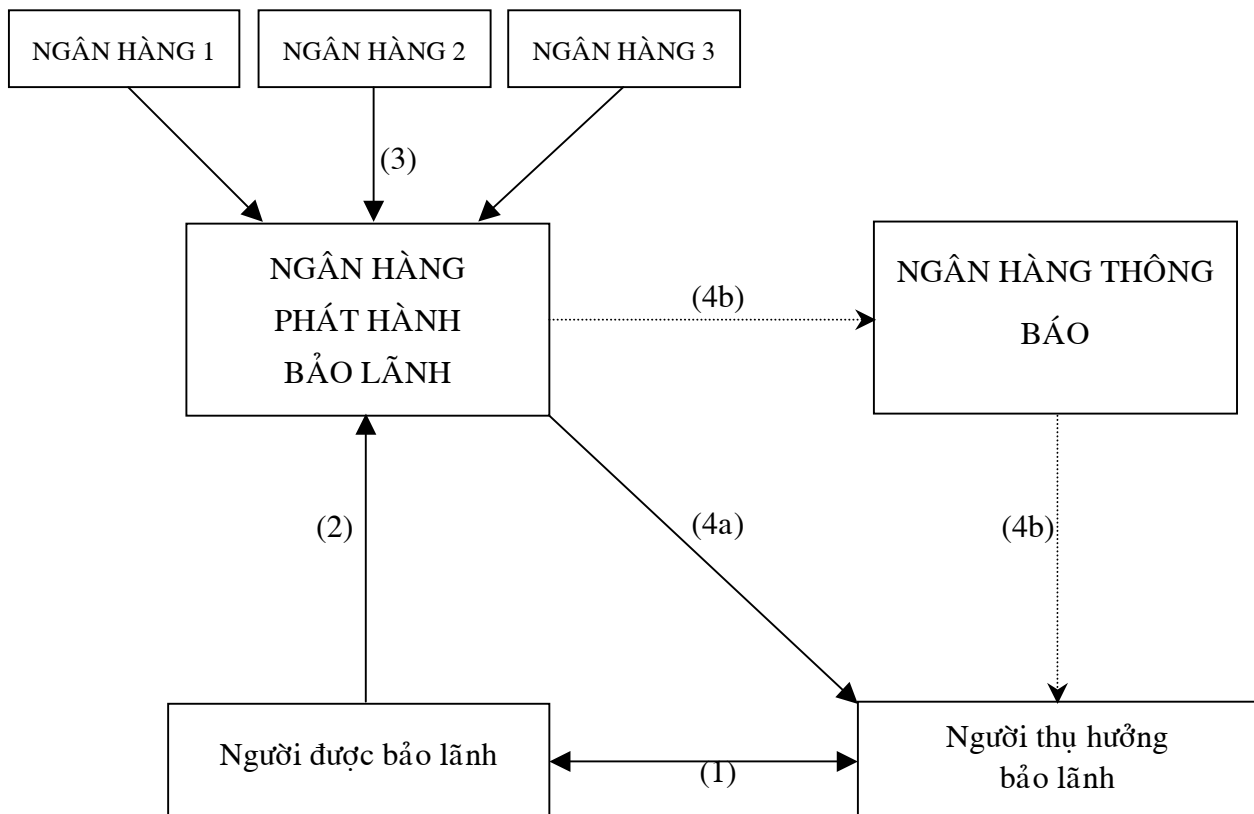 NGÂN HÀNG 1
NGÂN HÀNG 2
NGÂN HÀNG 3
(3)
NGÂN HÀNG
PHÁT HÀNH
BẢO LÃNH
(4b)
NGÂN HÀNG THÔNG
BÁO
(2)
(4a)
(4b)
Người được bảo lãnh
(1)
Người thụ hưởng
bảo lãnh